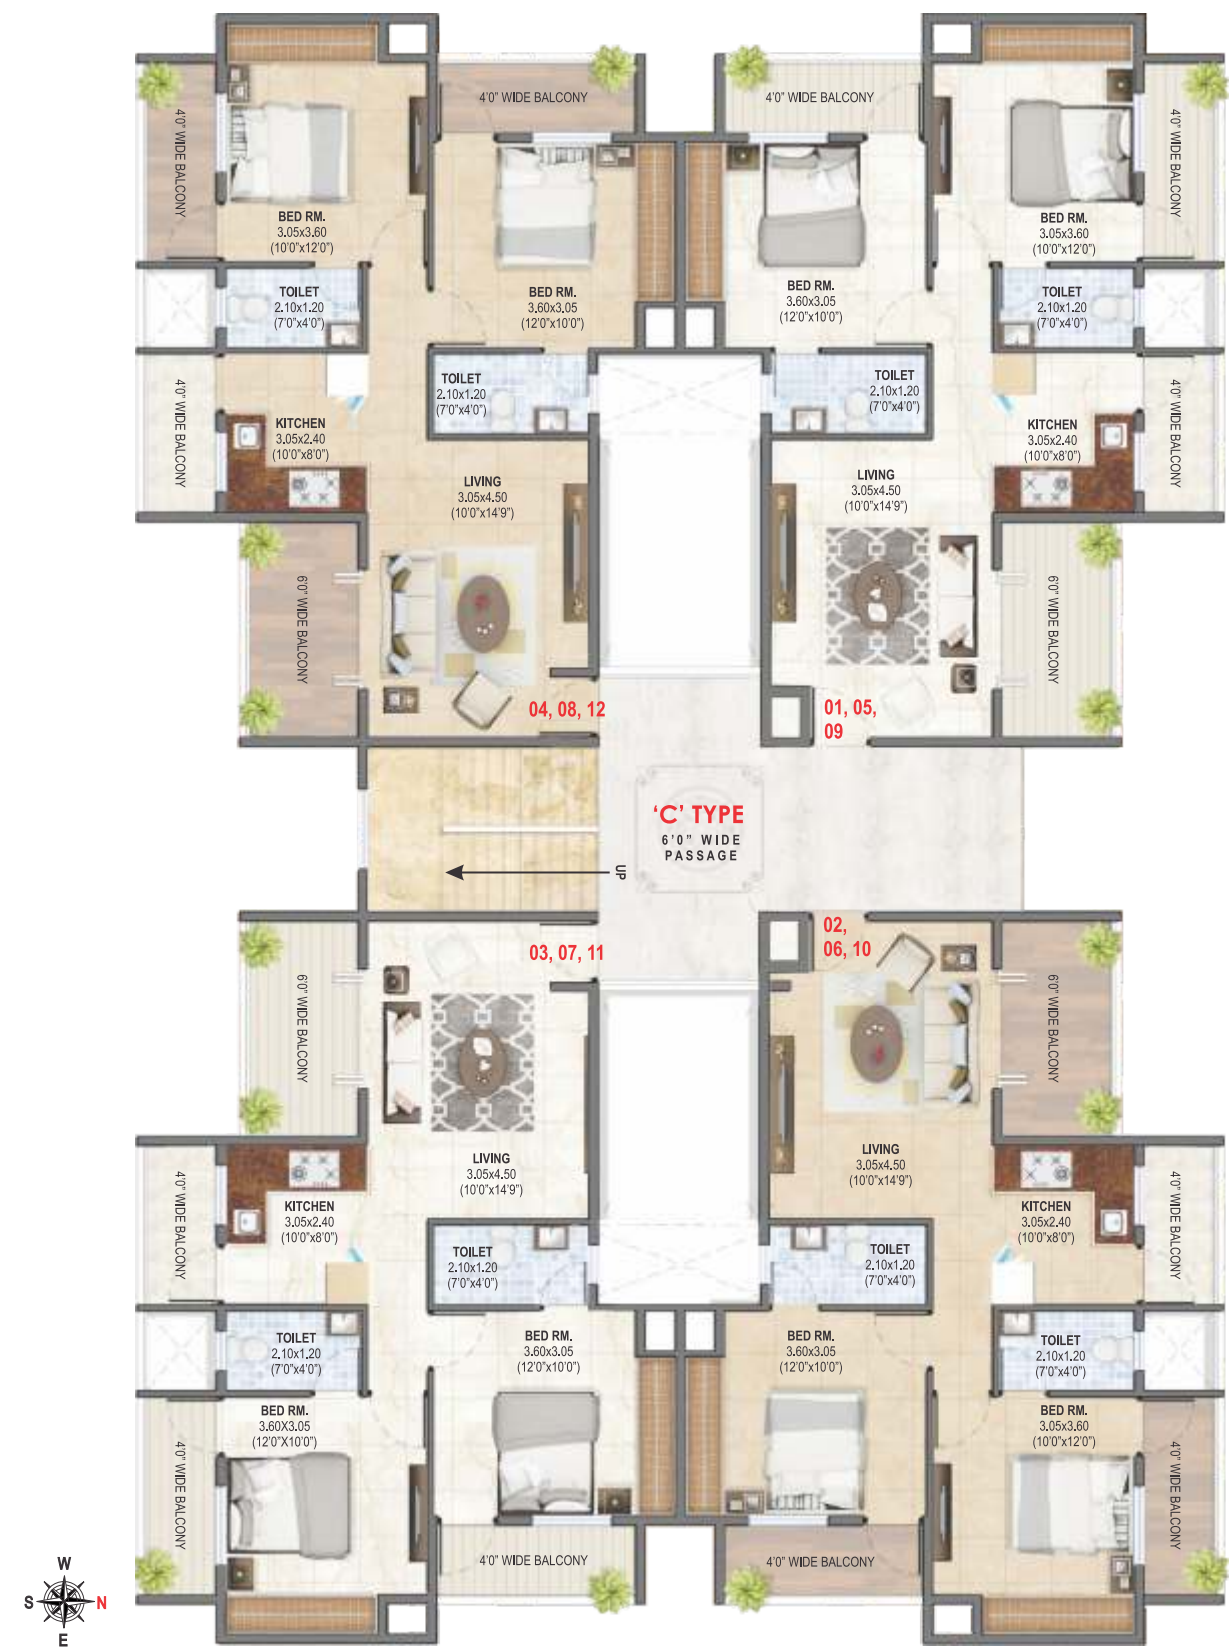 4'0" WIDE BALCONY
4'0" WIDE BALCONY
4'0" WIDE BALCONY
4'0" WIDE BALCONY
BED RM.
3.05x3.60
(10'0"x12'0")
BED RM.
3.60x3.05
(12'0"x10'0")
BED RM.
3.60x3.05
(12'0"x10'0")
BED RM.
3.05x3.60
(10'0"x12'0")
TOILET
2.10x1.20
(7'0"x4'0")
TOILET
2.10x1.20
(7'0"x4'0")
TOILET
2.10x1.20
(7'0"x4'0")
TOILET
2.10x1.20
(7'0"x4'0")
4'0" WIDE BALCONY
KITCHEN
3.05x2.40
(10'0"x8'0")
KITCHEN
3.05x2.40
(10'0"x8'0")
4'0" WIDE BALCONY
LIVING
3.05x4.50
(10'0"x14'9")
LIVING
3.05x4.50
(10'0"x14'9")
6'0" WIDE BALCONY
6'0" WIDE BALCONY
04, 08, 12
01, 05,
09
'C' TYPE
6'0" WIDE
PASSAGE
UP
03, 07, 11
02,
06, 10
6'0" WIDE BALCONY
6'0" WIDE BALCONY
LIVING
3.05x4.50
(10'0"x14'9")
LIVING
3.05x4.50
(10'0"x14'9")
4'0" WIDE BALCONY
KITCHEN
3.05x2.40
(10'0"x8'0")
KITCHEN
3.05x2.40
(10'0"x8'0")
4'0" WIDE BALCONY
TOILET
2.10x1.20
(7'0"x4'0")
TOILET
2.10x1.20
(7'0"x4'0")
TOILET
2.10x1.20
(7'0"x4'0")
TOILET
2.10x1.20
(7'0"x4'0")
BED RM.
3.60X3.05
(12'0"X10'0")
BED RM.
3.60x3.05
(12'0"x10'0")
BED RM.
3.60x3.05
(12'0"x10'0")
BED RM.
3.05x3.60
(10'0"x12'0")
4'0" WIDE BALCONY
4'0" WIDE BALCONY
4'0" WIDE BALCONY
4'0" WIDE BALCONY
W
S
N
E